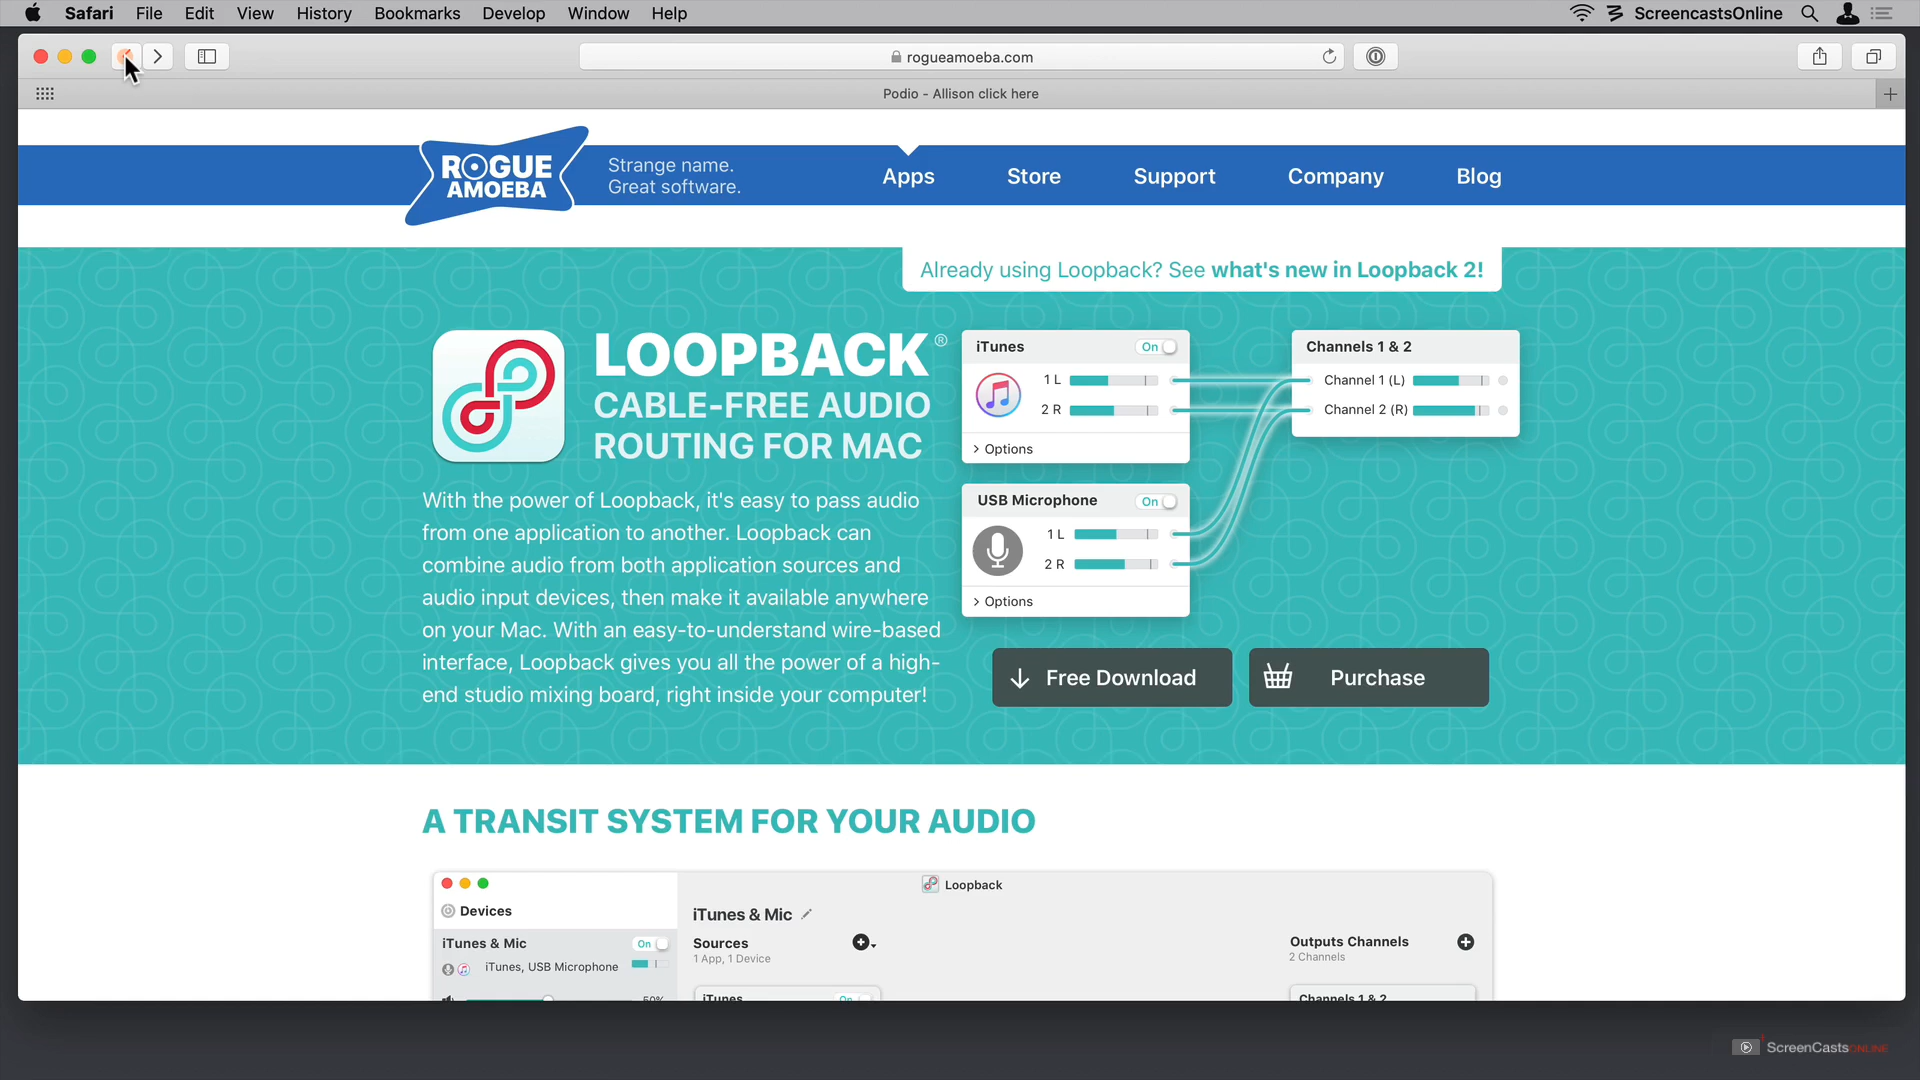 Safari File Edit View History Bookmarks Develop Window Help ScreencastsOnline
rogueamoeba.com
Podio - Allison click here
ROGUE
AMOEBA
Strange name.
Great software.
Apps Store Support Company Blog
Already using Loopback? See what's new in Loopback 2!
LOOPBACK®
CABLE-FREE AUDIO
ROUTING FOR MAC
With the power of Loopback, it's easy to pass audio
from one application to another. Loopback can
combine audio from both application sources and
audio input devices, then make it available anywhere
on your Mac. With an easy-to-understand wire-based
interface, Loopback gives you all the power of a high-
end studio mixing board, right inside your computer!
iTunes On
1 L
2 R
> Options
USB Microphone On
1 L
2 R
> Options
Channels 1 & 2
Channel 1 (L)
Channel 2 (R)
Free Download
Purchase
A TRANSIT SYSTEM FOR YOUR AUDIO
Loopback
Devices
iTunes & Mic On
iTunes, USB Microphone
50%
iTunes & Mic
Sources
1 App, 1 Device
iTunes On
Outputs Channels
2 Channels
Channels 1 & 2
ScreenCastsONLINE